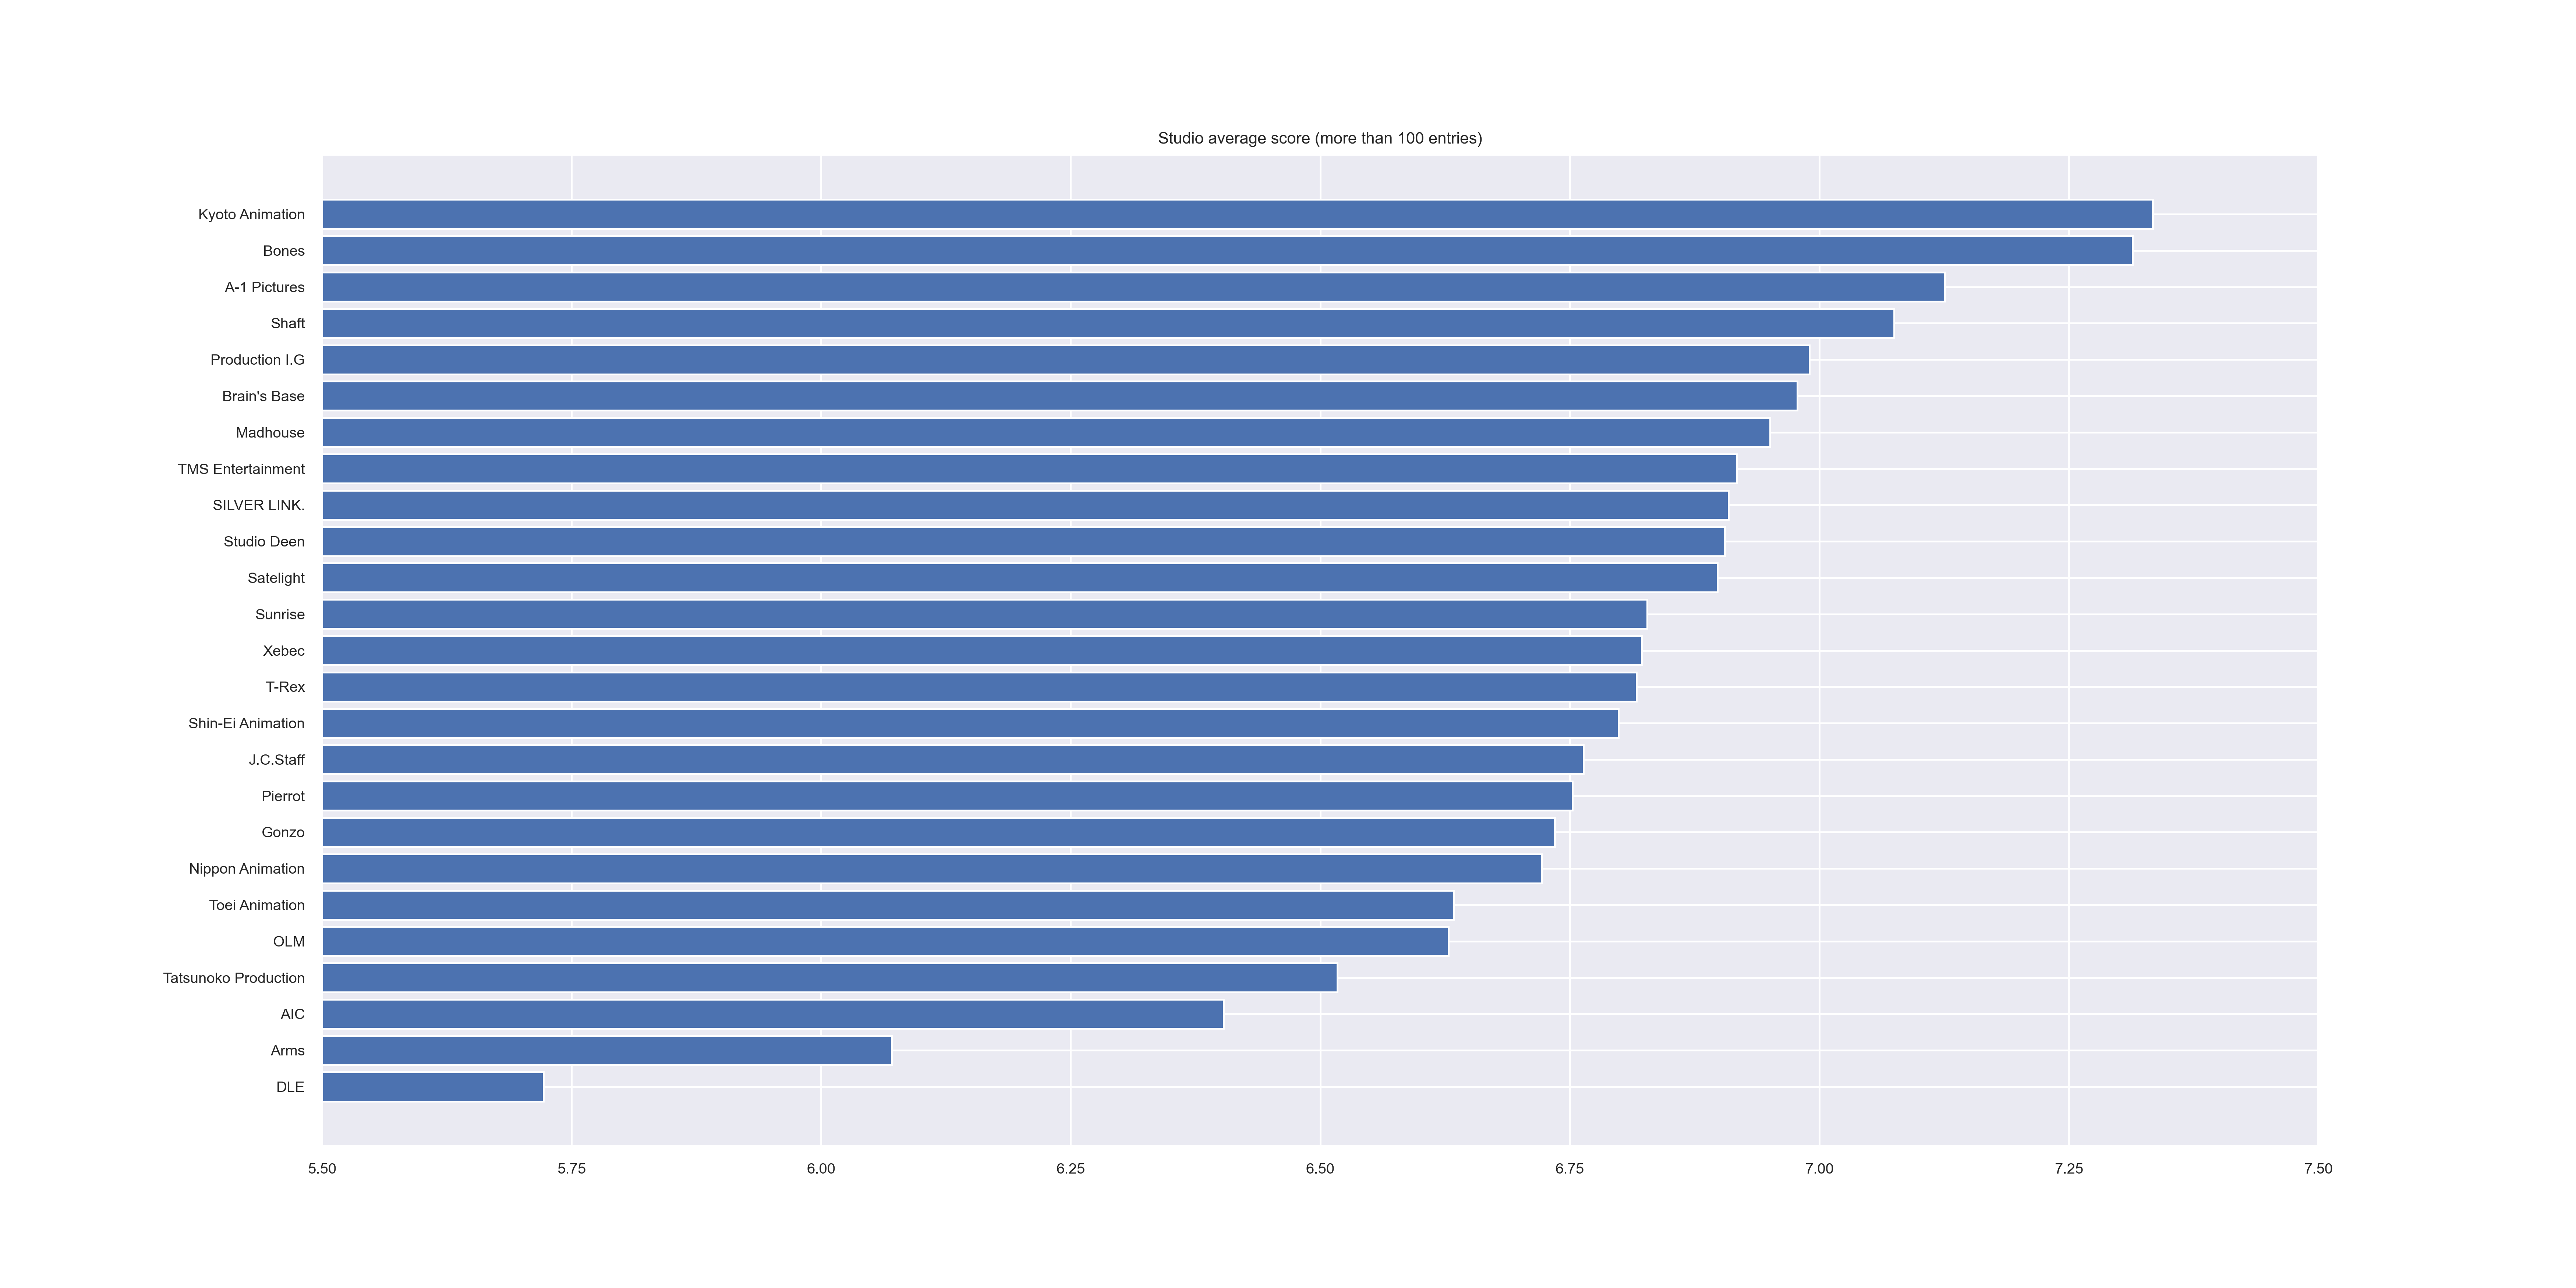 Studio average score (more than 100 entries)
Kyoto Animation
Bones
A-1 Pictures
Shaft
Production I.G
Brain's Base
Madhouse
TMS Entertainment
SILVER LINK.
Studio Deen
Satelight
Sunrise
Xebec
T-Rex
Shin-Ei Animation
J.C.Staff
Pierrot
Gonzo
Nippon Animation
Toei Animation
OLM
Tatsunoko Production
AIC
Arms
DLE
5.50 5.75 6.00 6.25 6.50 6.75 7.00 7.25 7.50